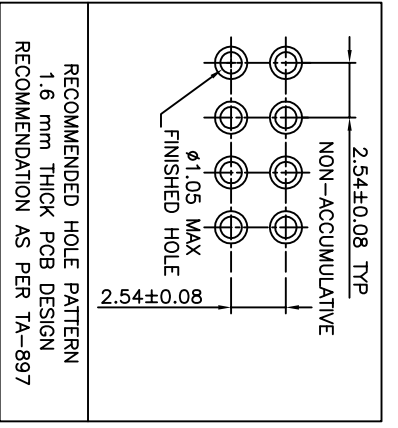 2.54±0.08 TYP
NON-ACCUMULATIVE
ø1.05 MAX
FINISHED HOLE
2.54±0.08
RECOMMENDED HOLE PATTERN
1.6 mm THICK PCB DESIGN
RECOMMENDATION AS PER TA-897